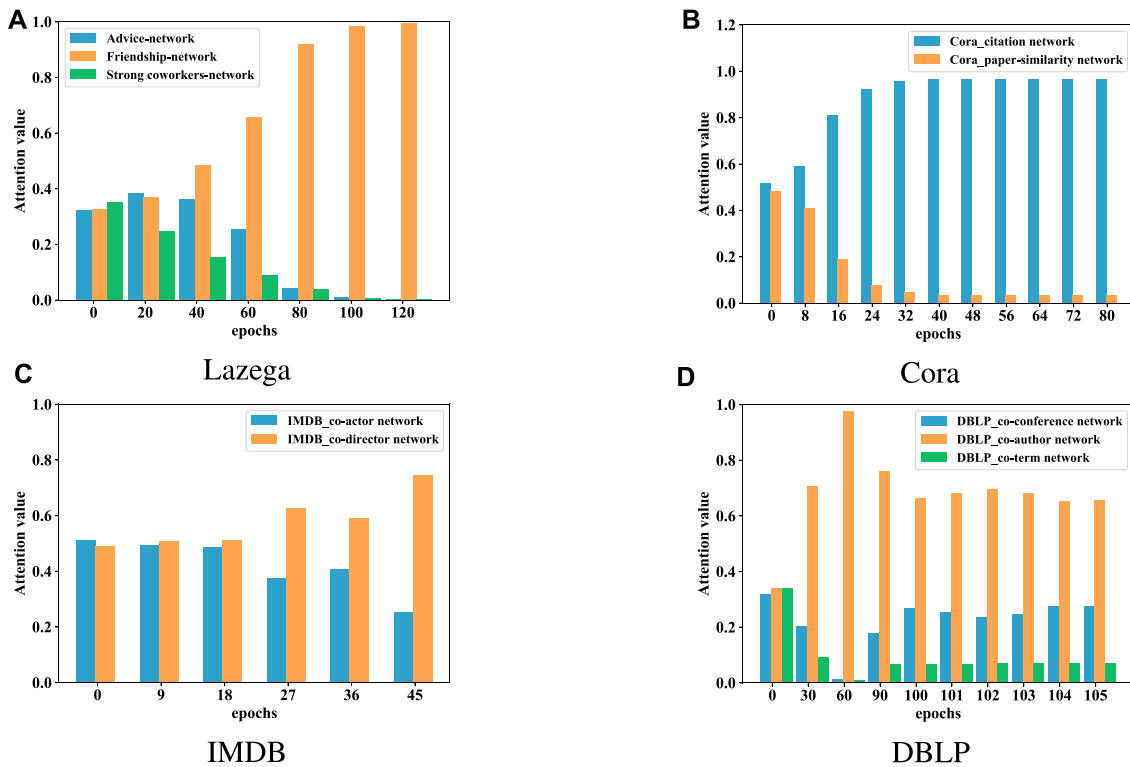 A
Advice-network
Friendship-network
Strong coworkers-network
Attention value
1.0
0.8
0.6
0.4
0.2
0.0
0 20 40 60 80 100 120
epochs
Lazega
B
Cora_citation network
Cora_paper-similarity network
Attention value
1.2
1.0
0.8
0.6
0.4
0.2
0.0
0 8 16 24 32 40 48 56 64 72 80
epochs
Cora
C
IMDB_co-actor network
IMDB_co-director network
Attention value
1.0
0.8
0.6
0.4
0.2
0.0
0 9 18 27 36 45
epochs
IMDB
D
DBLP_co-conference network
DBLP_co-author network
DBLP_co-term network
Attention value
1.0
0.8
0.6
0.4
0.2
0.0
0 30 60 90 100 101 102 103 104 105
epochs
DBLP